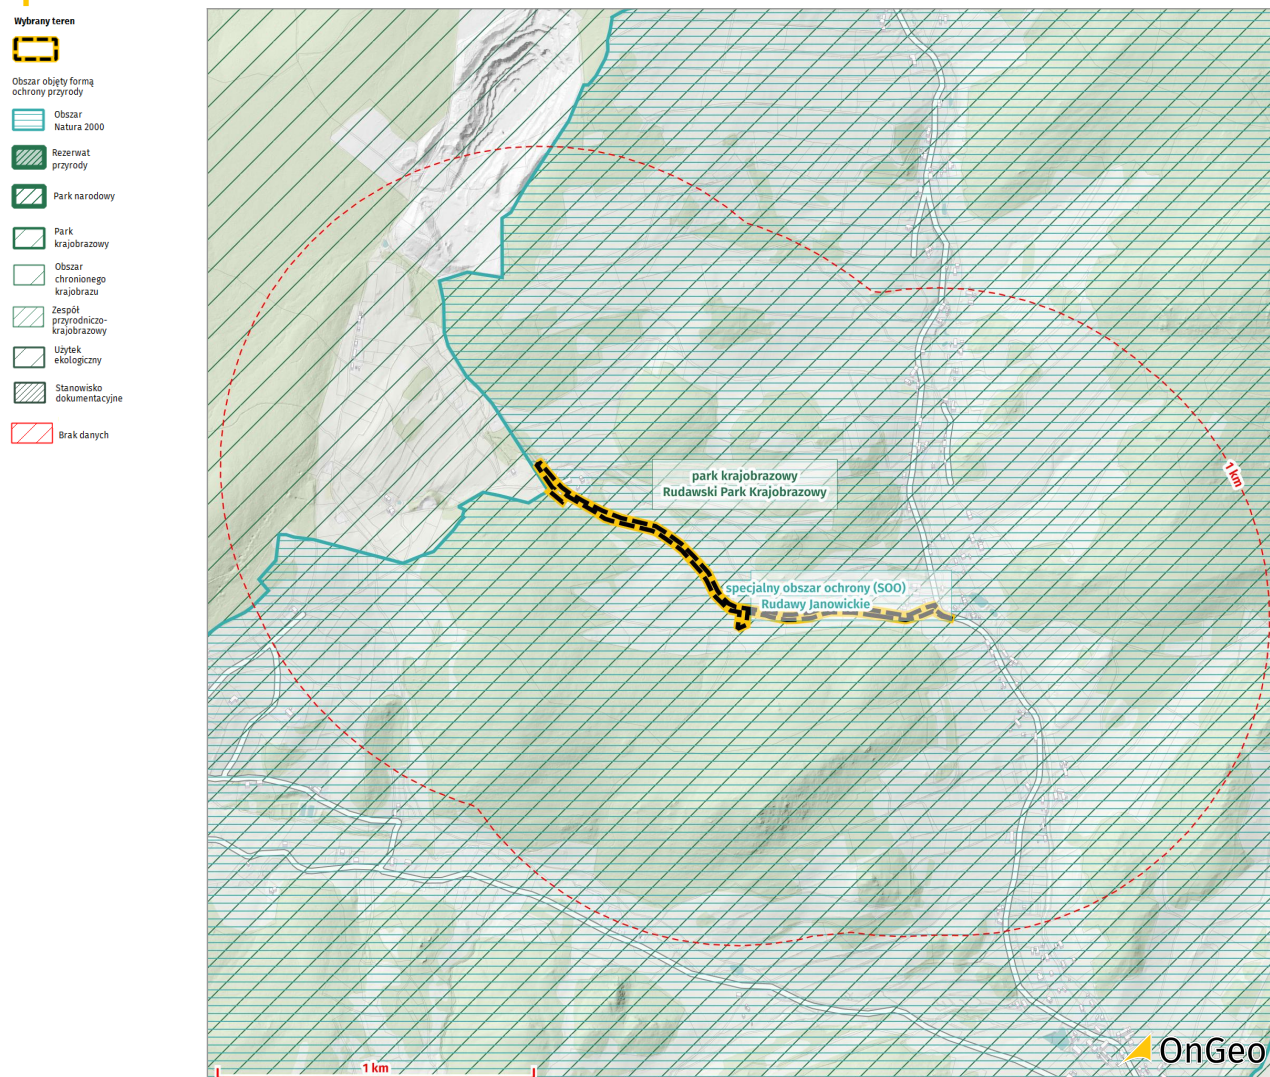 Wybrany teren
Obszar objęty formą
ochrony przyrody
Obszar
Natura 2000
Rezerwat
przyrody
Park narodowy
Park
krajobrazowy
Obszar
chronionego
krajobrazu
Zespół
przyrodniczo-
krajobrazowy
Użytek
ekologiczny
Stanowisko
dokumentacyjne
Brak danych
park krajobrazowy
Rudawski Park Krajobrazowy
specjalny obszar ochrony (SOO)
Rudawy Janowickie
1 km
1 km
OnGeo